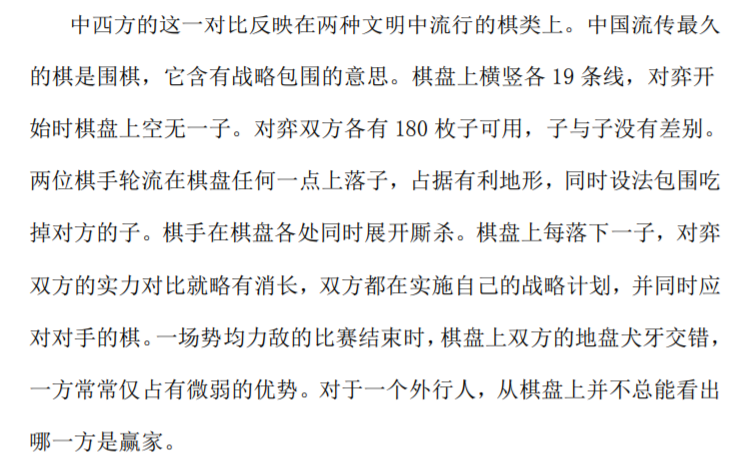 中西方的这一对比反映在两种文明中流行的棋类上。中国流传最久
的棋是围棋，它含有战略包围的意思。棋盘上横竖各 19 条线，对弈开
始时棋盘上空无一子。对弈双方各有 180 枚子可用，子与子没有差别。
两位棋手轮流在棋盘任何一点上落子，占据有利地形，同时设法包围吃
掉对方的子。棋手在棋盘各处同时展开厮杀。棋盘上每落下一子，对弈
双方的实力对比就略有消长，双方都在实施自己的战略计划，并同时应
对对手的棋。一场势均力敌的比赛结束时，棋盘上双方的地盘犬牙交错，
一方常常仅占有微弱的优势。对于一个外行人，从棋盘上并不总能看出
哪一方是赢家。